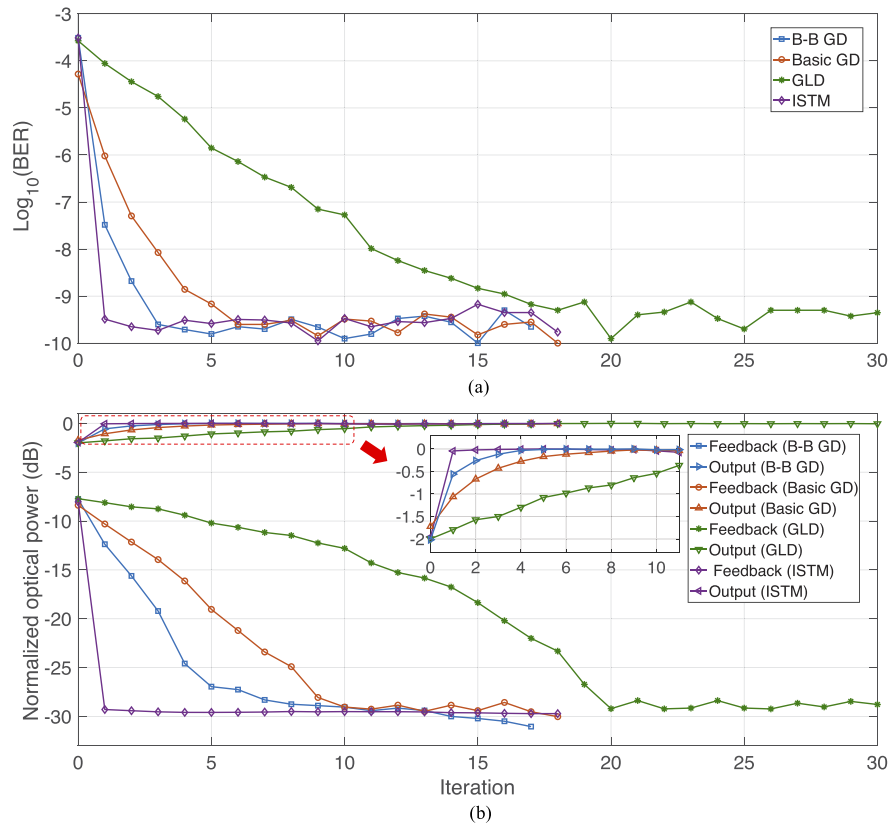 -3
-4
-5
-6
-7
-8
-9
-10
Log10(BER)
B-B GD
Basic GD
GLD
ISTM
0 5 10 15 20 25 30
Iteration
(a)
0
-5
-10
-15
-20
-25
-30
Normalized optical power (dB)
0
-0.5
-1
-1.5
-2
0 2 4 6 8 10
Feedback (B-B GD)
Output (B-B GD)
Feedback (Basic GD)
Output (Basic GD)
Feedback (GLD)
Output (GLD)
Feedback (ISTM)
Output (ISTM)
0 5 10 15 20 25 30
Iteration
(b)